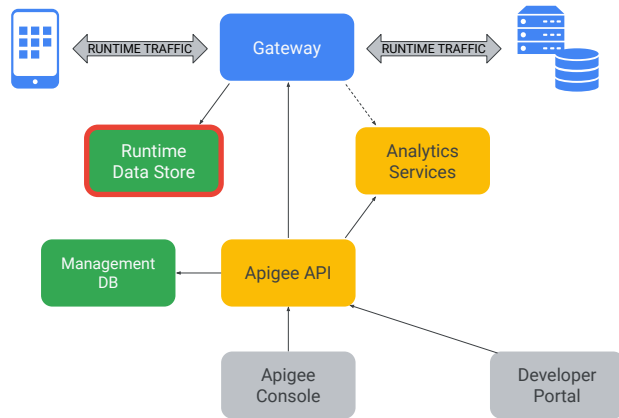 RUNTIME TRAFFIC
Gateway
RUNTIME TRAFFIC
Runtime
Data Store
Analytics
Services
Management
DB
Apigee API
Apigee
Console
Developer
Portal